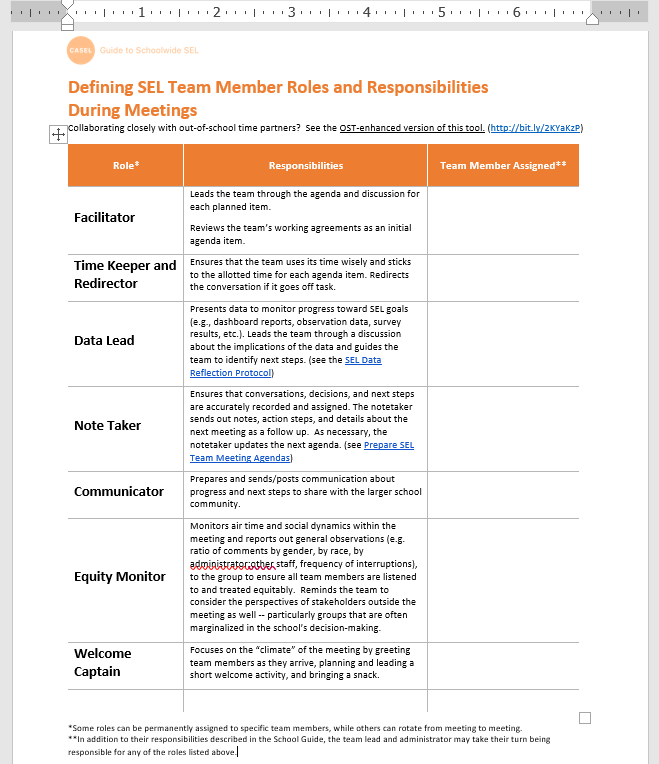 1 2 3 4 5 6
CASEL Guide to Schoolwide SEL
Defining SEL Team Member Roles and Responsibilities
During Meetings
Collaborating closely with out-of-school time partners? See the OST-enhanced version of this tool. (http://bit.ly/2KYaKzP)
Role* Responsibilities Team Member Assigned**
Facilitator
Leads the team through the agenda and discussion for
each planned item.
Reviews the team's working agreements as an initial
agenda item.
Time Keeper and
Redirector
Ensures that the team uses its time wisely and sticks
to the allotted time for each agenda item. Redirects
the conversation if it goes off task.
Data Lead
Presents data to monitor progress toward SEL goals
(e.g., dashboard reports, observation data, survey
results, etc.). Leads the team through a discussion
about the implications of the data and guides the
team to identify next steps. (see the SEL Data
Reflection Protocol)
Note Taker
Ensures that conversations, decisions, and next steps
are accurately recorded and assigned. The notetaker
sends out notes, action steps, and details about the
next meeting as a follow up. As necessary, the
notetaker updates the next agenda. (see Prepare SEL
Team Meeting Agendas)
Communicator
Prepares and sends/posts communication about
progress and next steps to share with the larger school
community.
Equity Monitor
Monitors air time and social dynamics within the
meeting and reports out general observations (e.g.
ratio of comments by gender, by race, by
administrator:other staff, frequency of interruptions),
to the group to ensure all team members are listened
to and treated equitably. Reminds the team to
consider the perspectives of stakeholders outside the
meeting as well -- particularly groups that are often
marginalized in the school's decision-making.
Welcome
Captain
Focuses on the “climate” of the meeting by greeting
team members as they arrive, planning and leading a
short welcome activity, and bringing a snack.
*Some roles can be permanently assigned to specific team members, while others can rotate from meeting to meeting.
**In addition to their responsibilities described in the School Guide, the team lead and administrator may take their turn being
responsible for any of the roles listed above.